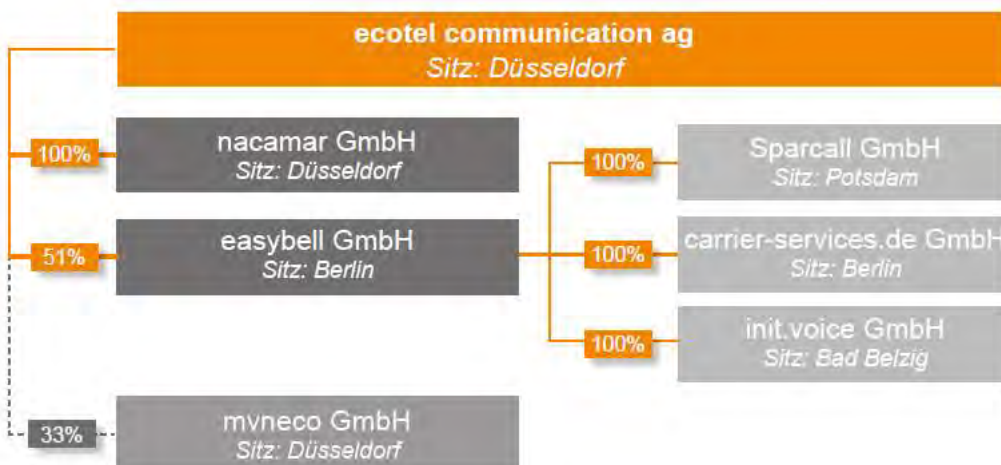 ecotel communication ag
Sitz: Düsseldorf
100%
nacamar GmbH
Sitz: Düsseldorf
51%
easybell GmbH
Sitz: Berlin
100%
Sparcall GmbH
Sitz: Potsdam
100%
carrier-services.de GmbH
Sitz: Berlin
100%
init.voice GmbH
Sitz: Bad Belzig
33%
mvneco GmbH
Sitz: Düsseldorf